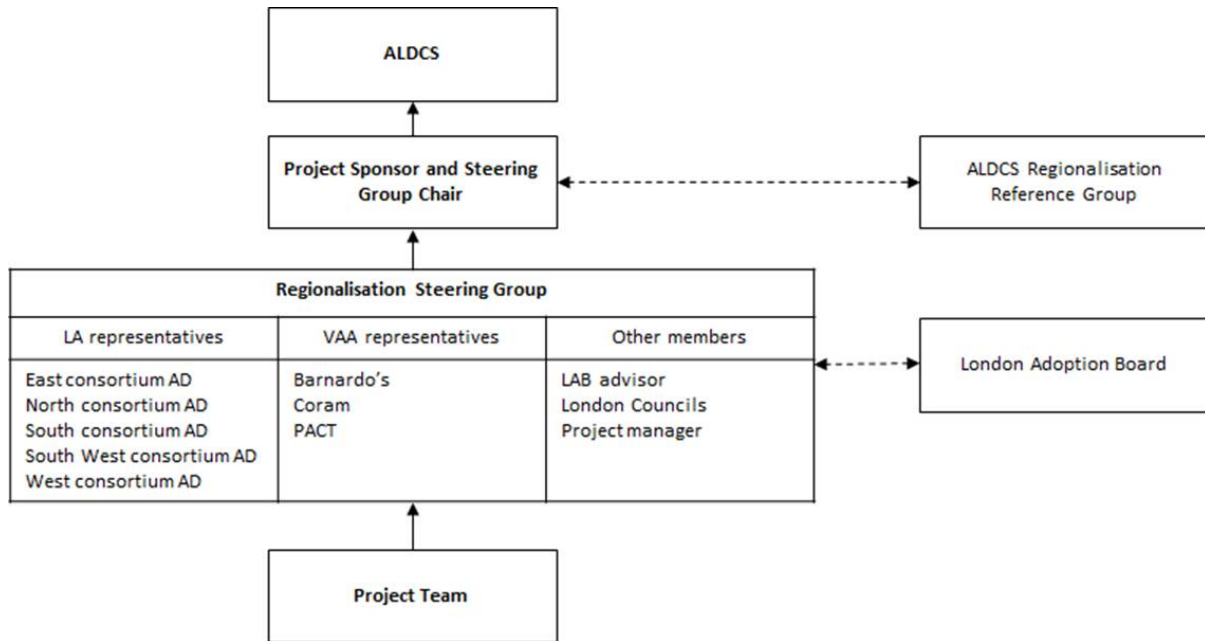 ALDCS
Project Sponsor and Steering
Group Chair
ALDCS Regionalisation
Reference Group
Regionalisation Steering Group
LA representatives
VAA representatives
Other members
East consortium AD
North consortium AD
South consortium AD
South West consortium AD
West consortium AD
Barnardo's
Coram
PACT
LAB advisor
London Councils
Project manager
London Adoption Board
Project Team